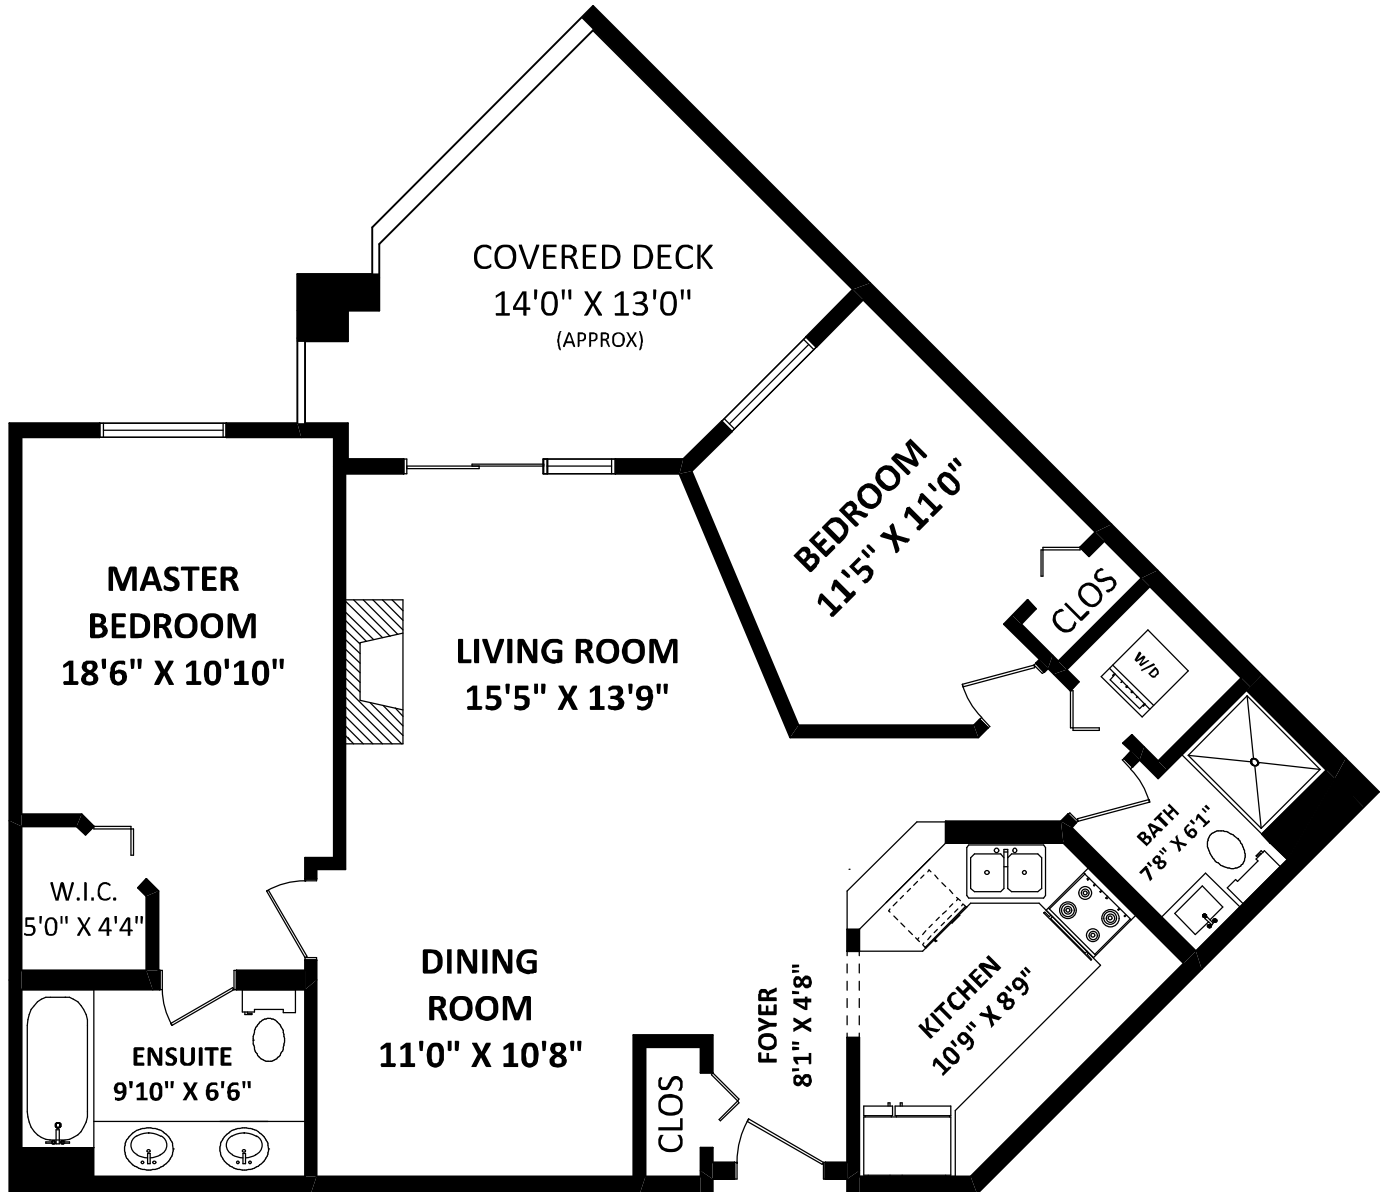 COVERED DECK
14'0" X 13'0"
(APPROX)
BEDROOM
11'5" X 11'0"
CLOS
W/D
MASTER
BEDROOM
18'6" X 10'10"
LIVING ROOM
15'5" X 13'9"
BATH
7'8" X 6'1"
W.I.C.
5'0" X 4'4"
DINING
ROOM
11'0" X 10'8"
FOYER
8'1" X 4'8"
KITCHEN
10'9" X 8'9"
ENSUITE
9'10" X 6'6"
CLOS